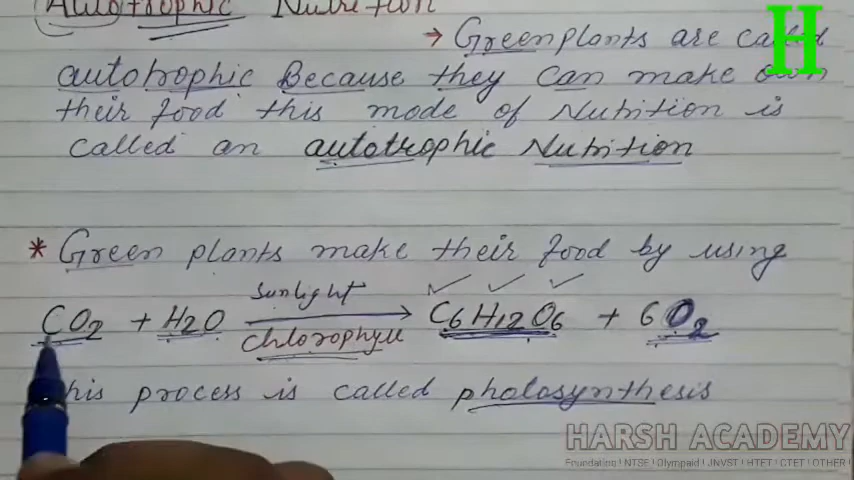 Autotrophic Nutrition
→ Green plants are called
autotrophic Because they can make own
their food this mode of Nutrition is
called an autotrophic Nutrition
* Green plants make their food by using
CO2 + H2O Sunlight → Chlorophyll C6H12O6 + 6O2
This process is called photosynthesis
H
HARSH ACADEMY
Foundation ! NTSE ! Olympaid ! JNVST ! HTET ! CTET ! OTHER !